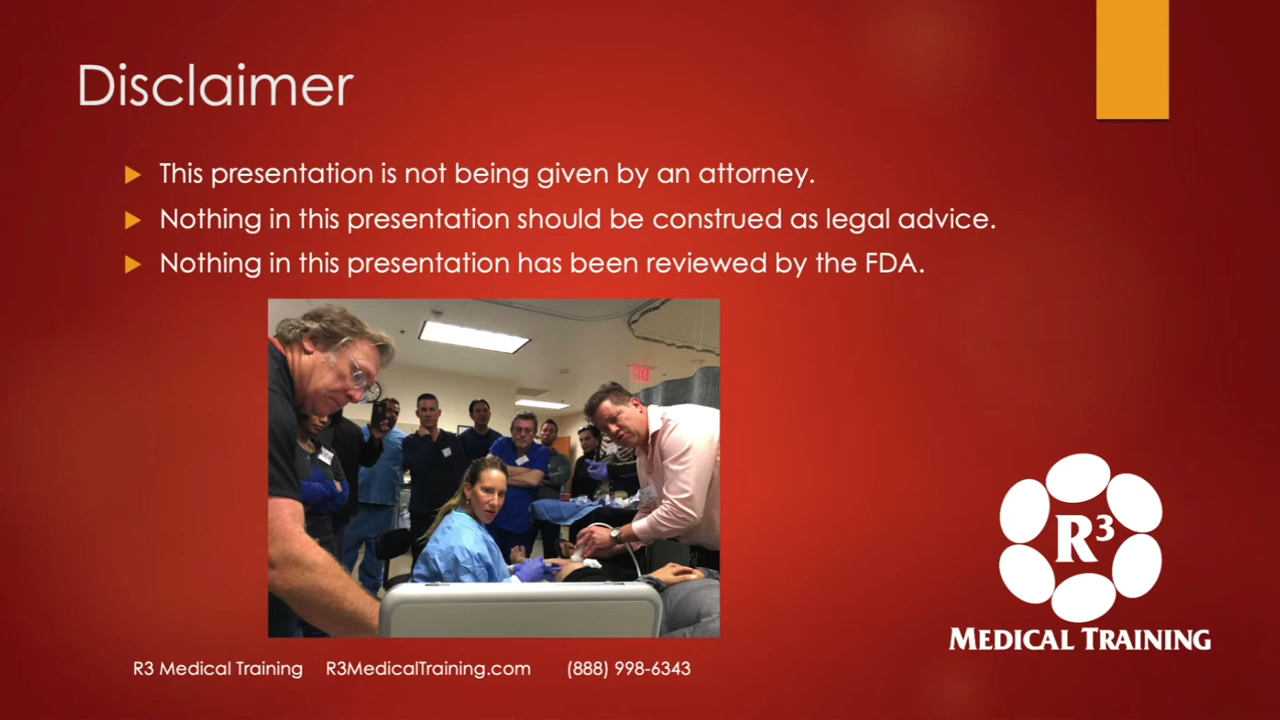 Disclaimer
This presentation is not being given by an attorney.
Nothing in this presentation should be construed as legal advice.
Nothing in this presentation has been reviewed by the FDA.
EXIT
R3
MEDICAL TRAINING
R3 Medical Training R3MedicalTraining.com (888) 998-6343